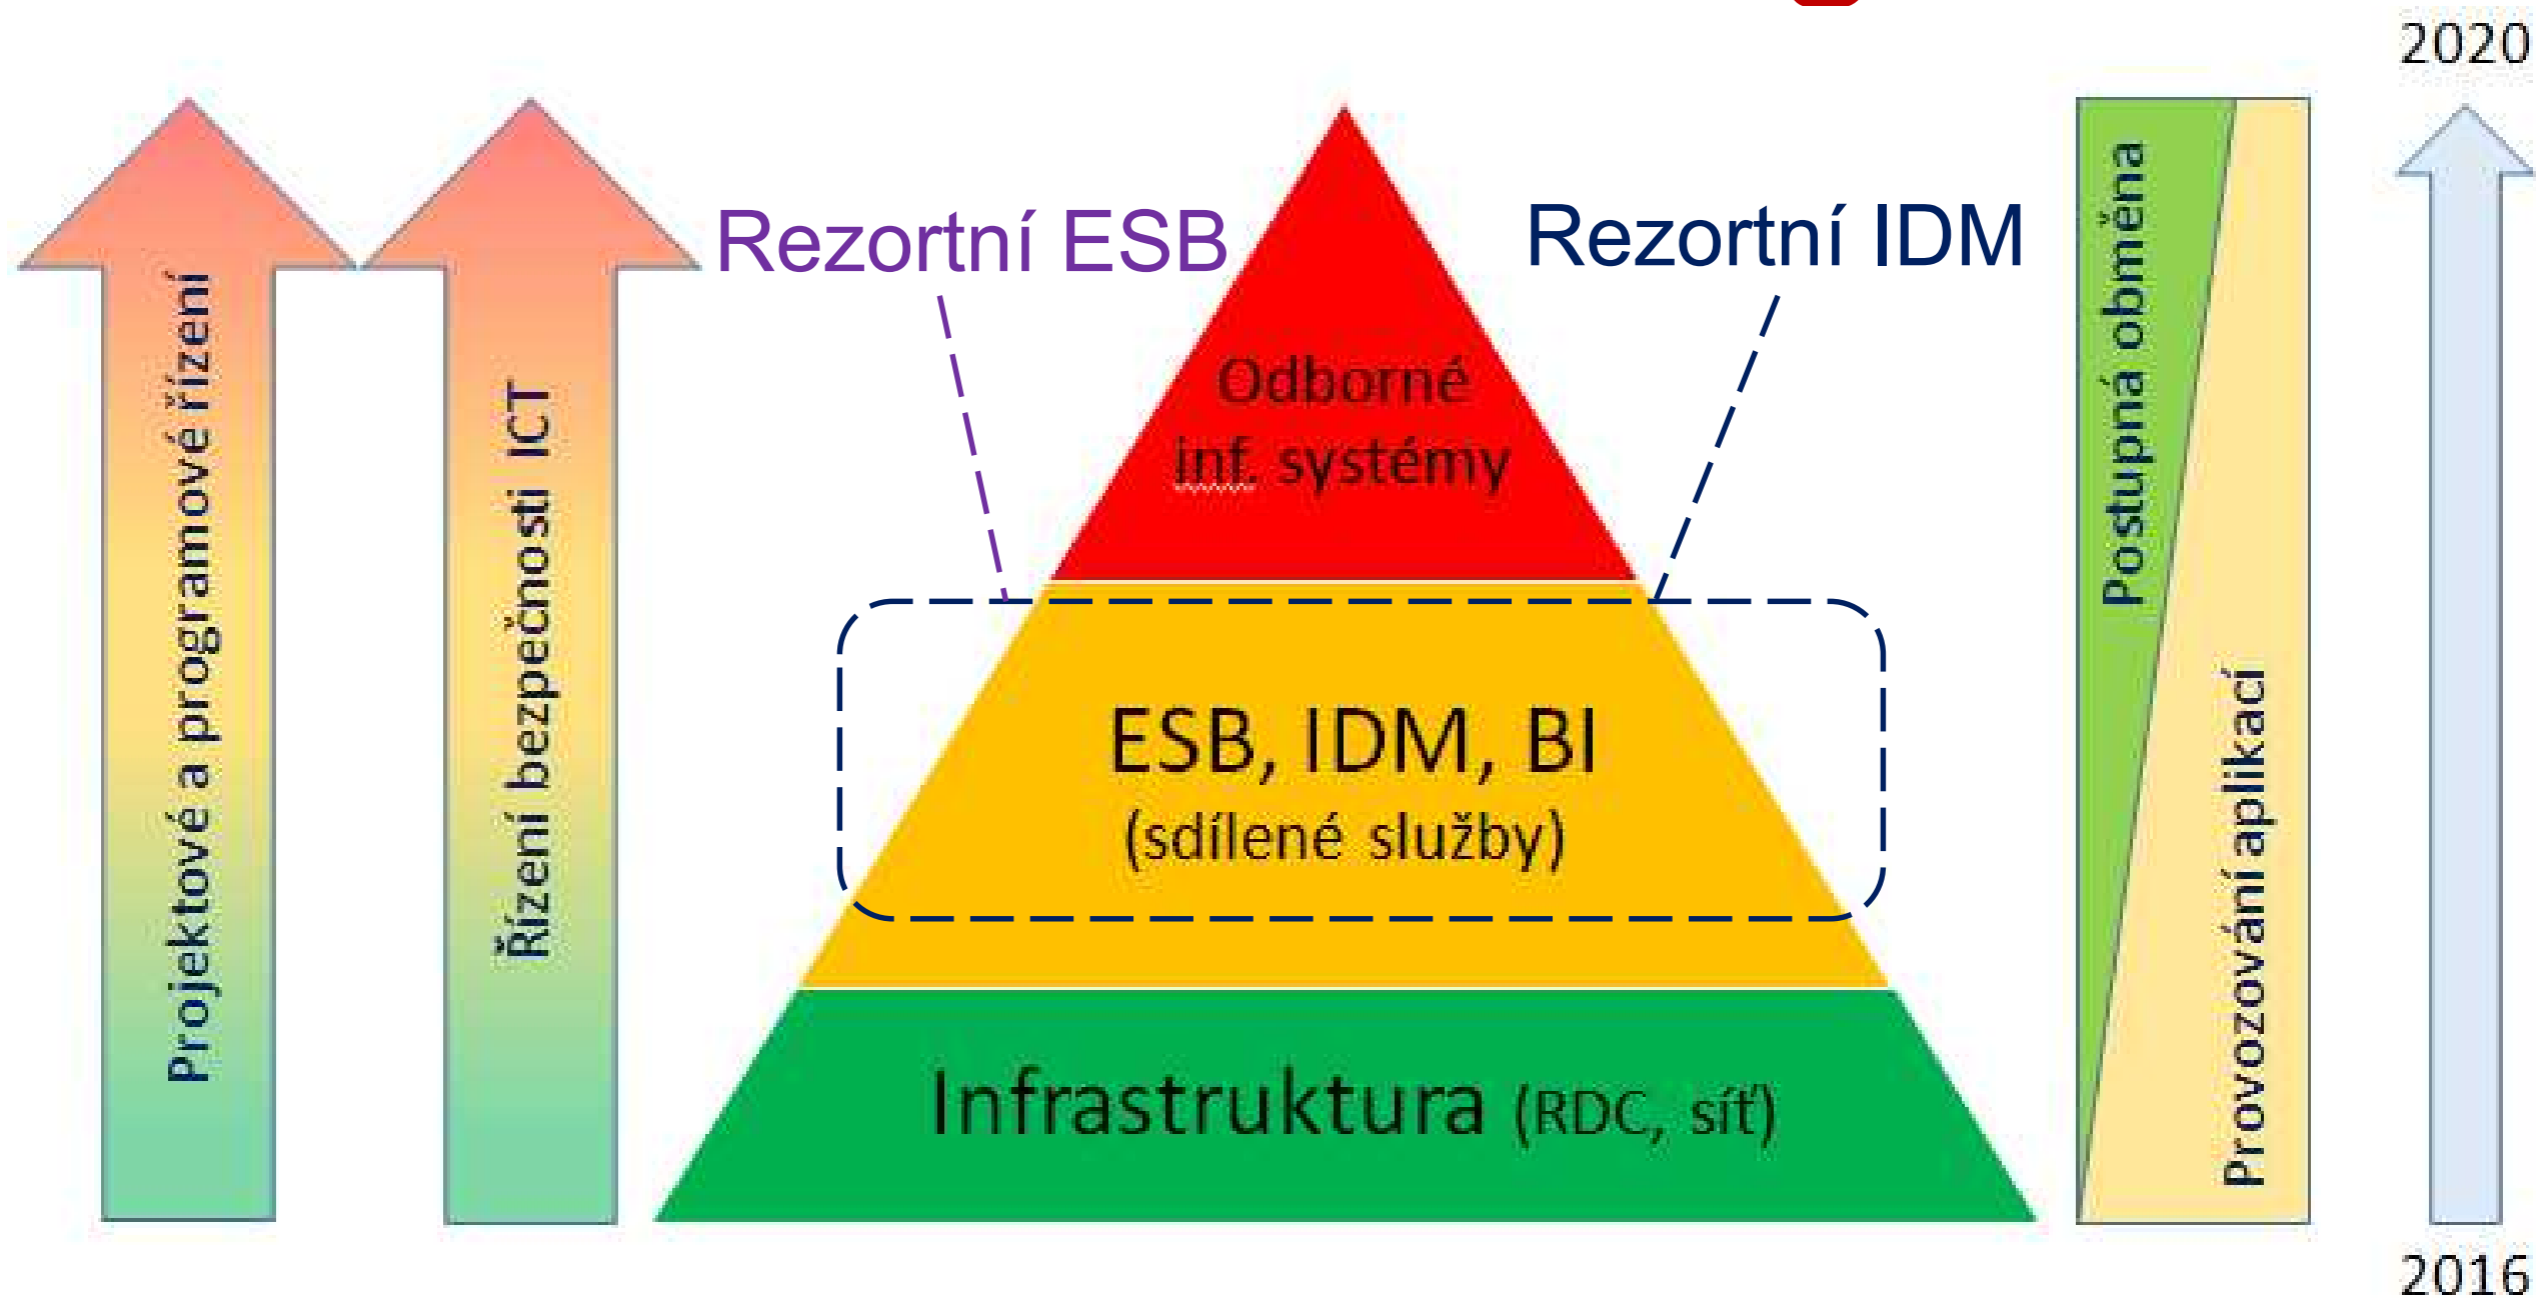 2020
Projektové a programové řízení
Řízení bezpečnosti ICT
Rezortní ESB
Rezortní IDM
Odborné
inf. systémy
ESB, IDM, BI
(sdílené služby)
Infrastruktura (RDC, síť)
Postupná obměna
Provozování aplikací
2016